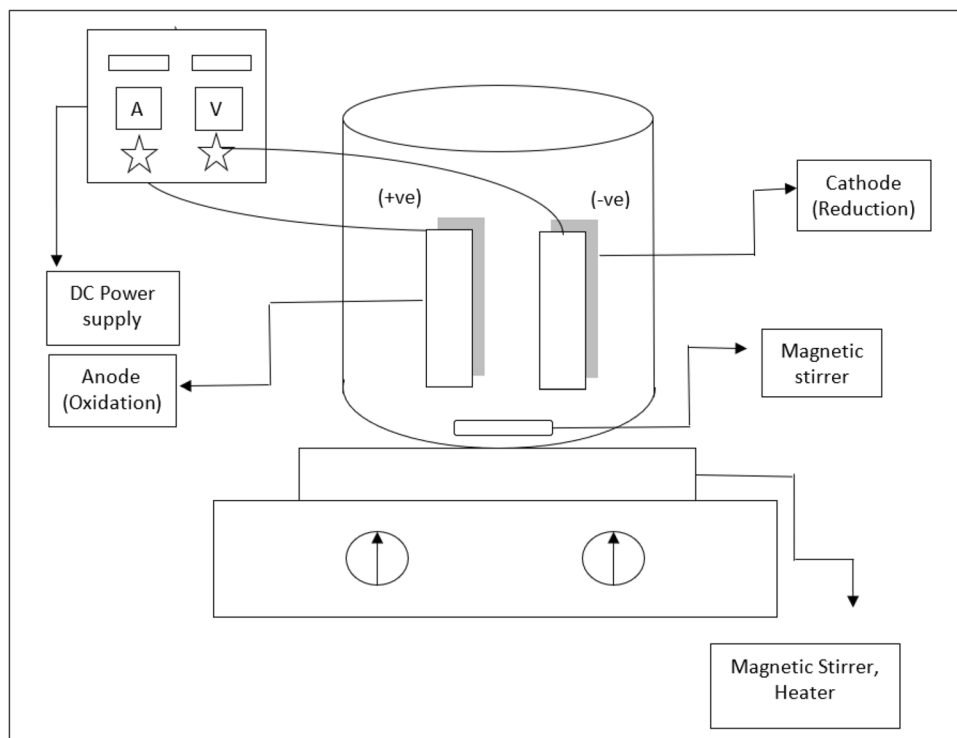 A
V
(+ve)
(-ve)
Cathode
(Reduction)
DC Power
supply
Anode
(Oxidation)
Magnetic
stirrer
Magnetic Stirrer,
Heater